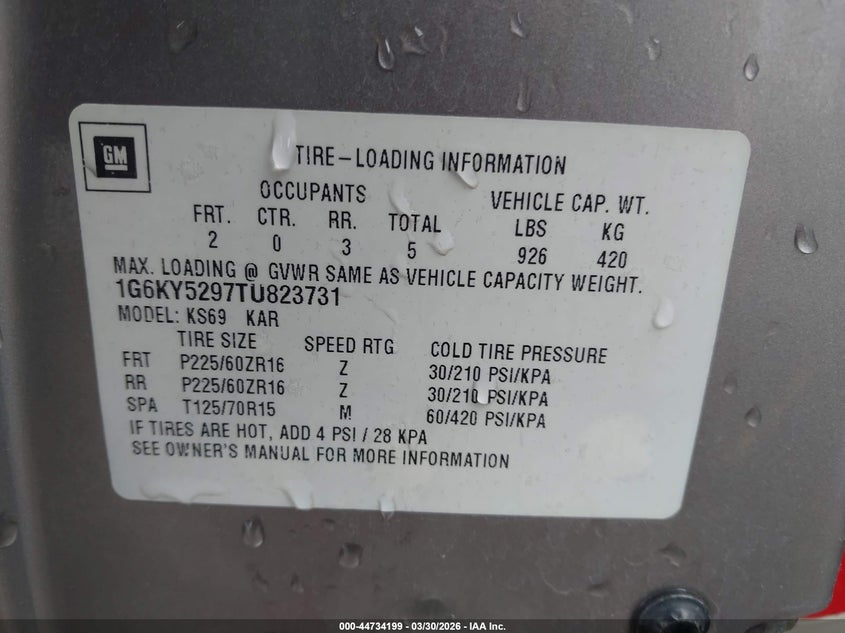 GM
TIRE-LOADING INFORMATION
OCCUPANTS VEHICLE CAP. WT.
FRT. CTR. RR. TOTAL LBS KG
2 0 3 5 926 420
MAX. LOADING @ GVWR SAME AS VEHICLE CAPACITY WEIGHT.
1G6KY5297TU823731
MODEL: KS69 KAR
TIRE SIZE SPEED RTG COLD TIRE PRESSURE
FRT P225/60ZR16 Z 30/210 PSI/KPA
RR P225/60ZR16 Z 30/210 PSI/KPA
SPA T125/70R15 M 60/420 PSI/KPA
IF TIRES ARE HOT, ADD 4 PSI / 28 KPA
SEE OWNER'S MANUAL FOR MORE INFORMATION
000-44734199 — 03/30/2026 — IAA Inc.